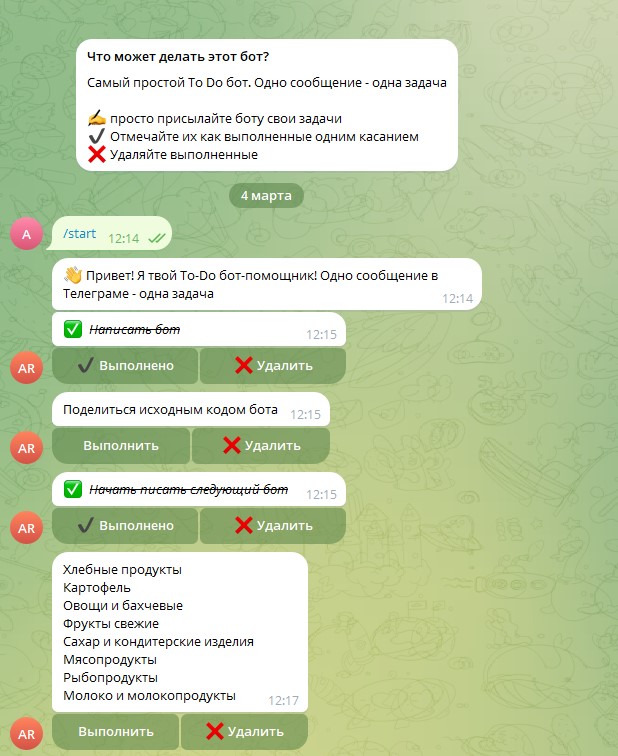 Что может делать этот бот?
Самый простой To Do бот. Одно сообщение - одна задача
✍️ просто присылайте боту свои задачи
✔️ Отмечайте их как выполненные одним касанием
❌ Удаляйте выполненные
4 марта
A
/start 12:14
👋 Привет! Я твой To-Do бот-помощник! Одно сообщение в
Телеграме - одна задача 12:14
✅ Написать бот 12:15
AR ✔️ Выполнено ❌ Удалить
Поделиться исходным кодом бота 12:15
AR Выполнить ❌ Удалить
✅ Начать писать следующий бот 12:15
AR ✔️ Выполнено ❌ Удалить
Хлебные продукты
Картофель
Овощи и бахчевые
Фрукты свежие
Сахар и кондитерские изделия
Мясопродукты
Рыбопродукты
Молоко и молокопродукты 12:17
AR Выполнить ❌ Удалить